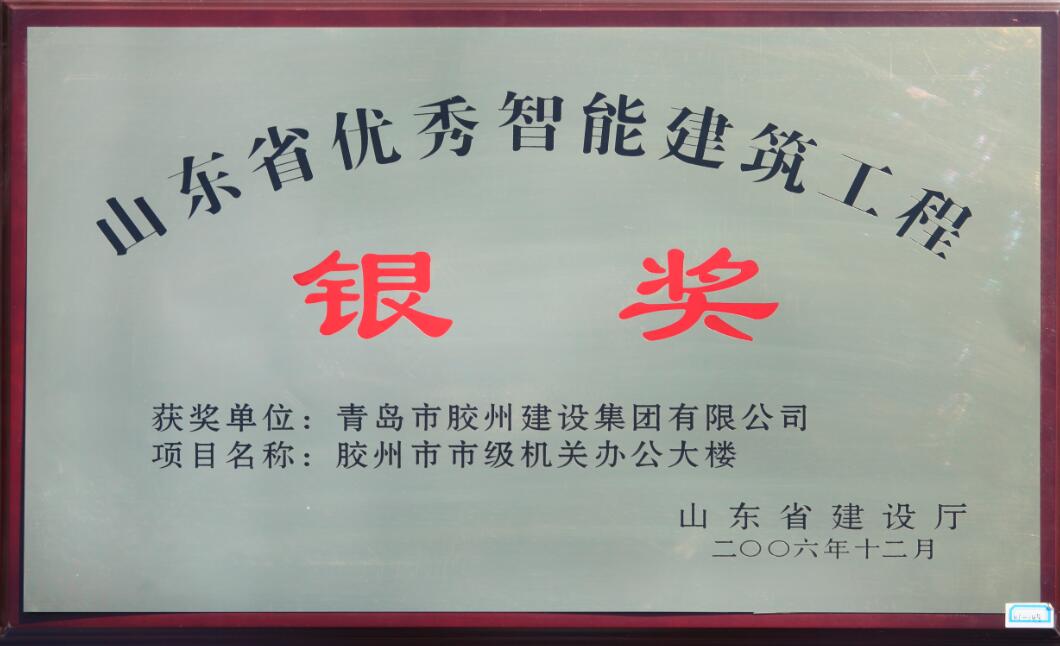 山东省优秀智能建筑工程
银奖
获奖单位：青岛市胶州建设集团有限公司
项目名称：胶州市市级机关办公大楼
山东省建设厅
二〇〇六年十二月